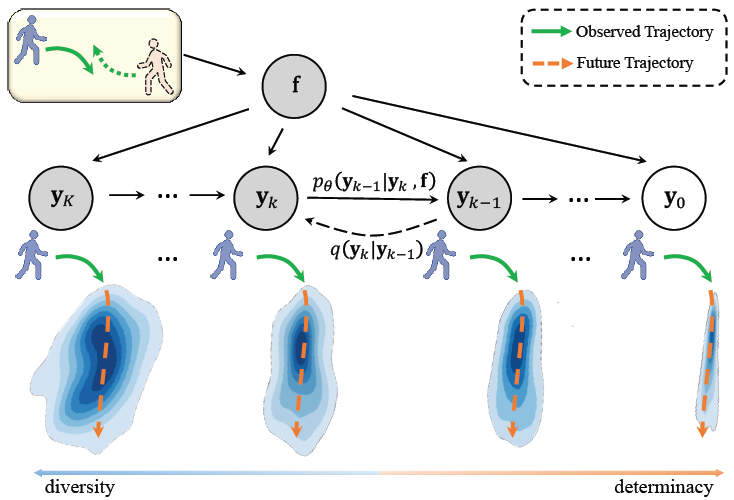 Observed Trajectory
Future Trajectory
f
y_K ... y_k p_θ(y_{k−1}|y_k, f) y_{k−1} ... y_0
q(y_k|y_{k−1})
... ...
diversity determinacy